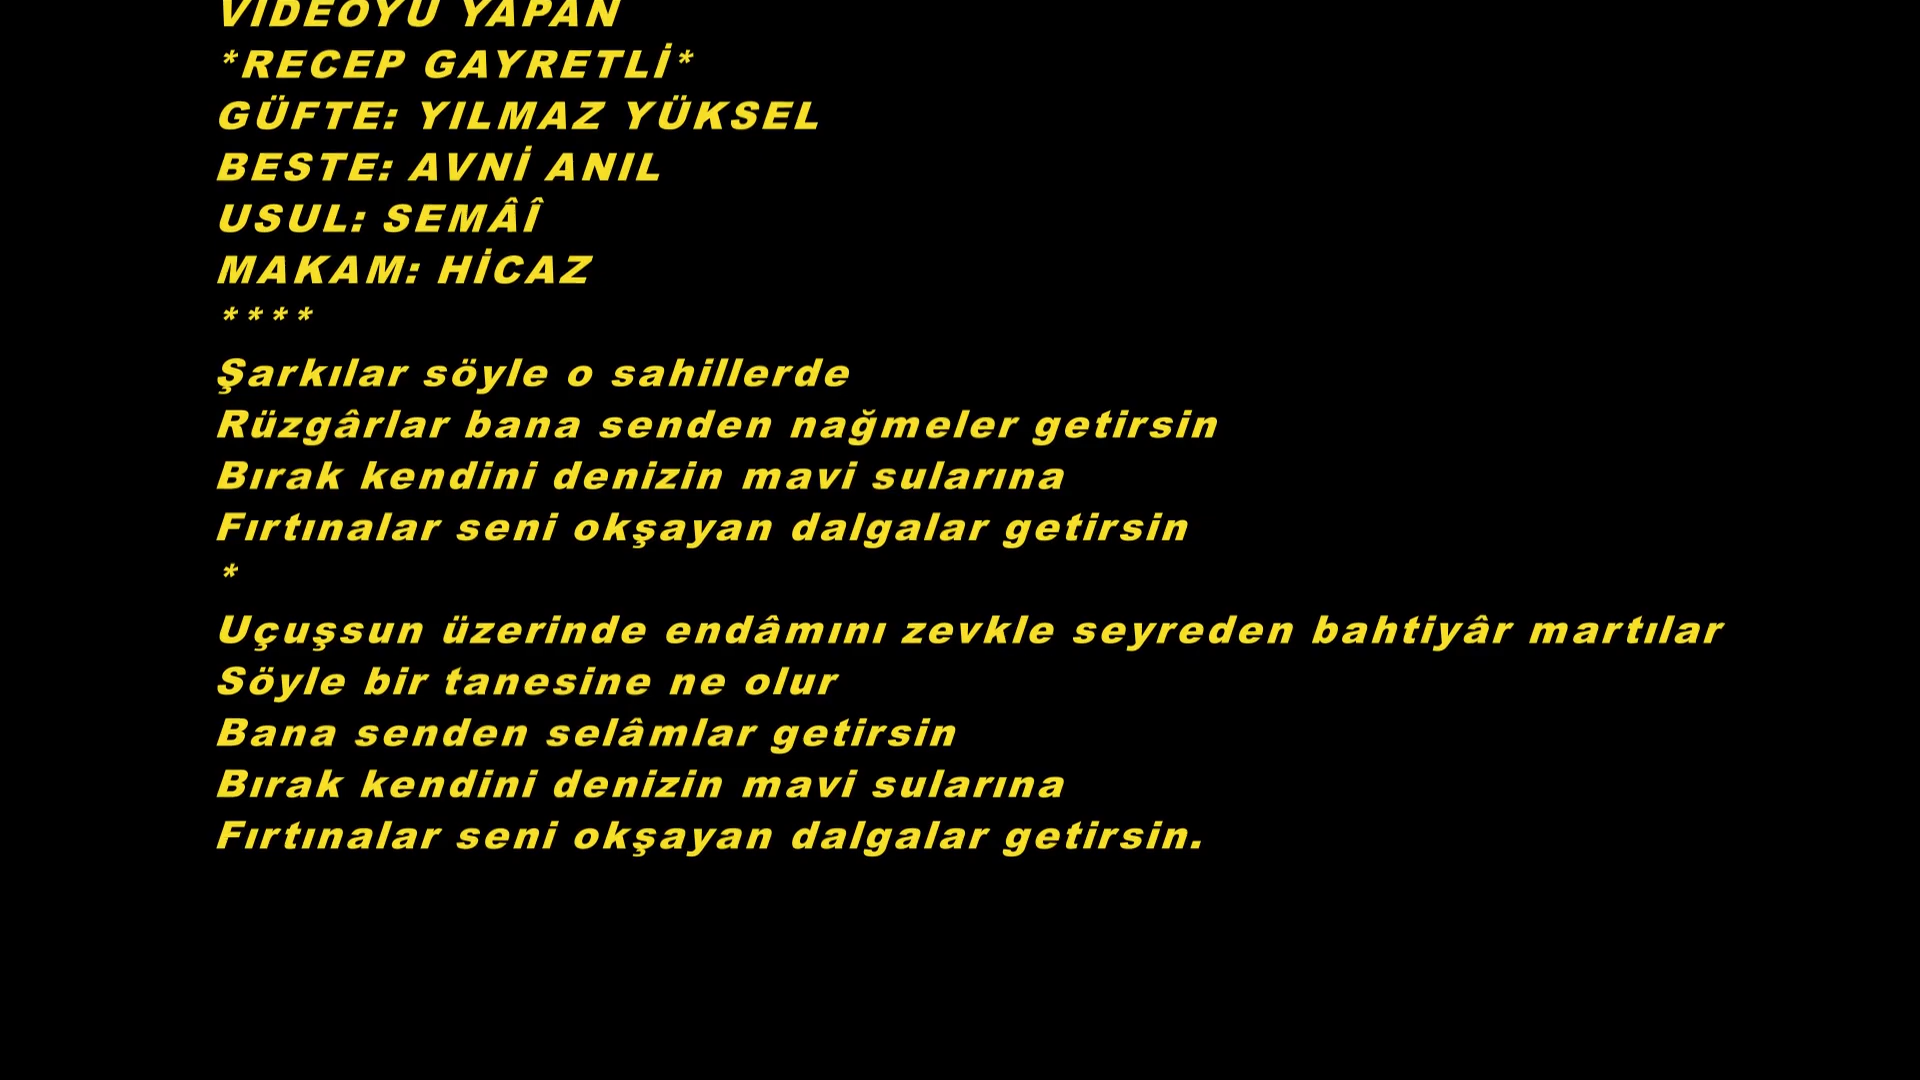 VİDEOYU YAPAN
*RECEP GAYRETLİ*
GÜFTE: YILMAZ YÜKSEL
BESTE: AVNİ ANIL
USUL: SEMÂÎ
MAKAM: HİCAZ
****
Şarkılar söyle o sahillerde
Rüzgârlar bana senden nağmeler getirsin
Bırak kendini denizin mavi sularına
Fırtınalar seni okşayan dalgalar getirsin
*
Uçuşsun üzerinde endâmını zevkle seyreden bahtiyâr martılar
Söyle bir tanesine ne olur
Bana senden selâmlar getirsin
Bırak kendini denizin mavi sularına
Fırtınalar seni okşayan dalgalar getirsin.